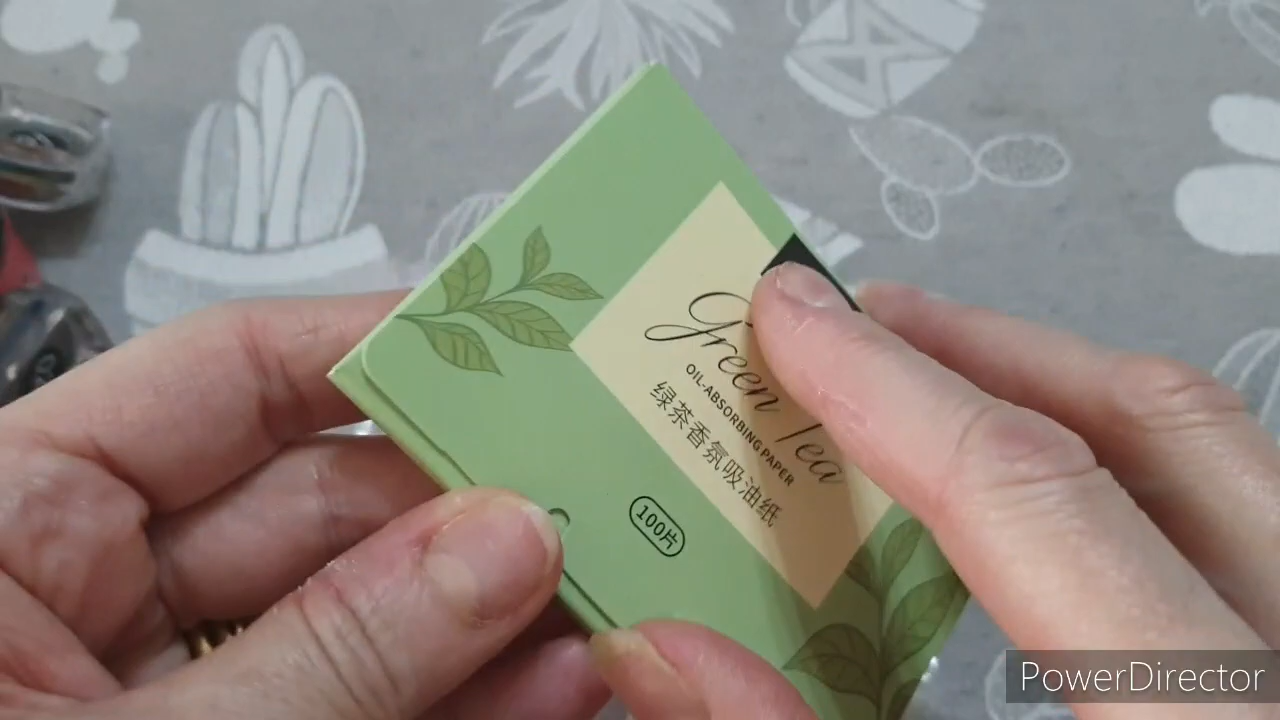 Green Tea
OIL-ABSORBING PAPER
绿茶香氛吸油纸
100片
PowerDirector